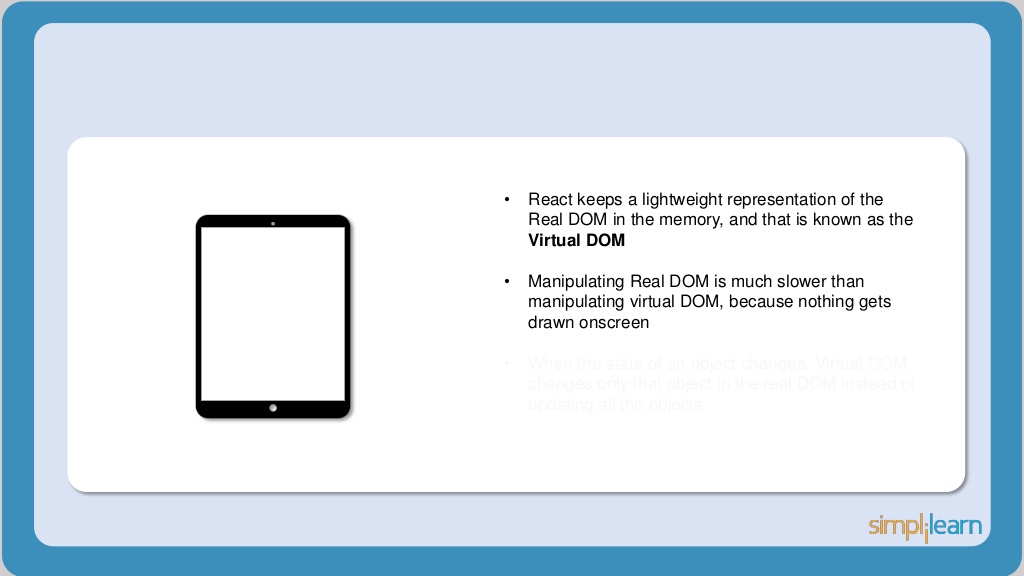 • React keeps a lightweight representation of the
Real DOM in the memory, and that is known as the
Virtual DOM
• Manipulating Real DOM is much slower than
manipulating virtual DOM, because nothing gets
drawn onscreen
• When the state of an object changes, Virtual DOM
changes only that object in the real DOM instead of
updating all the objects
simplilearn